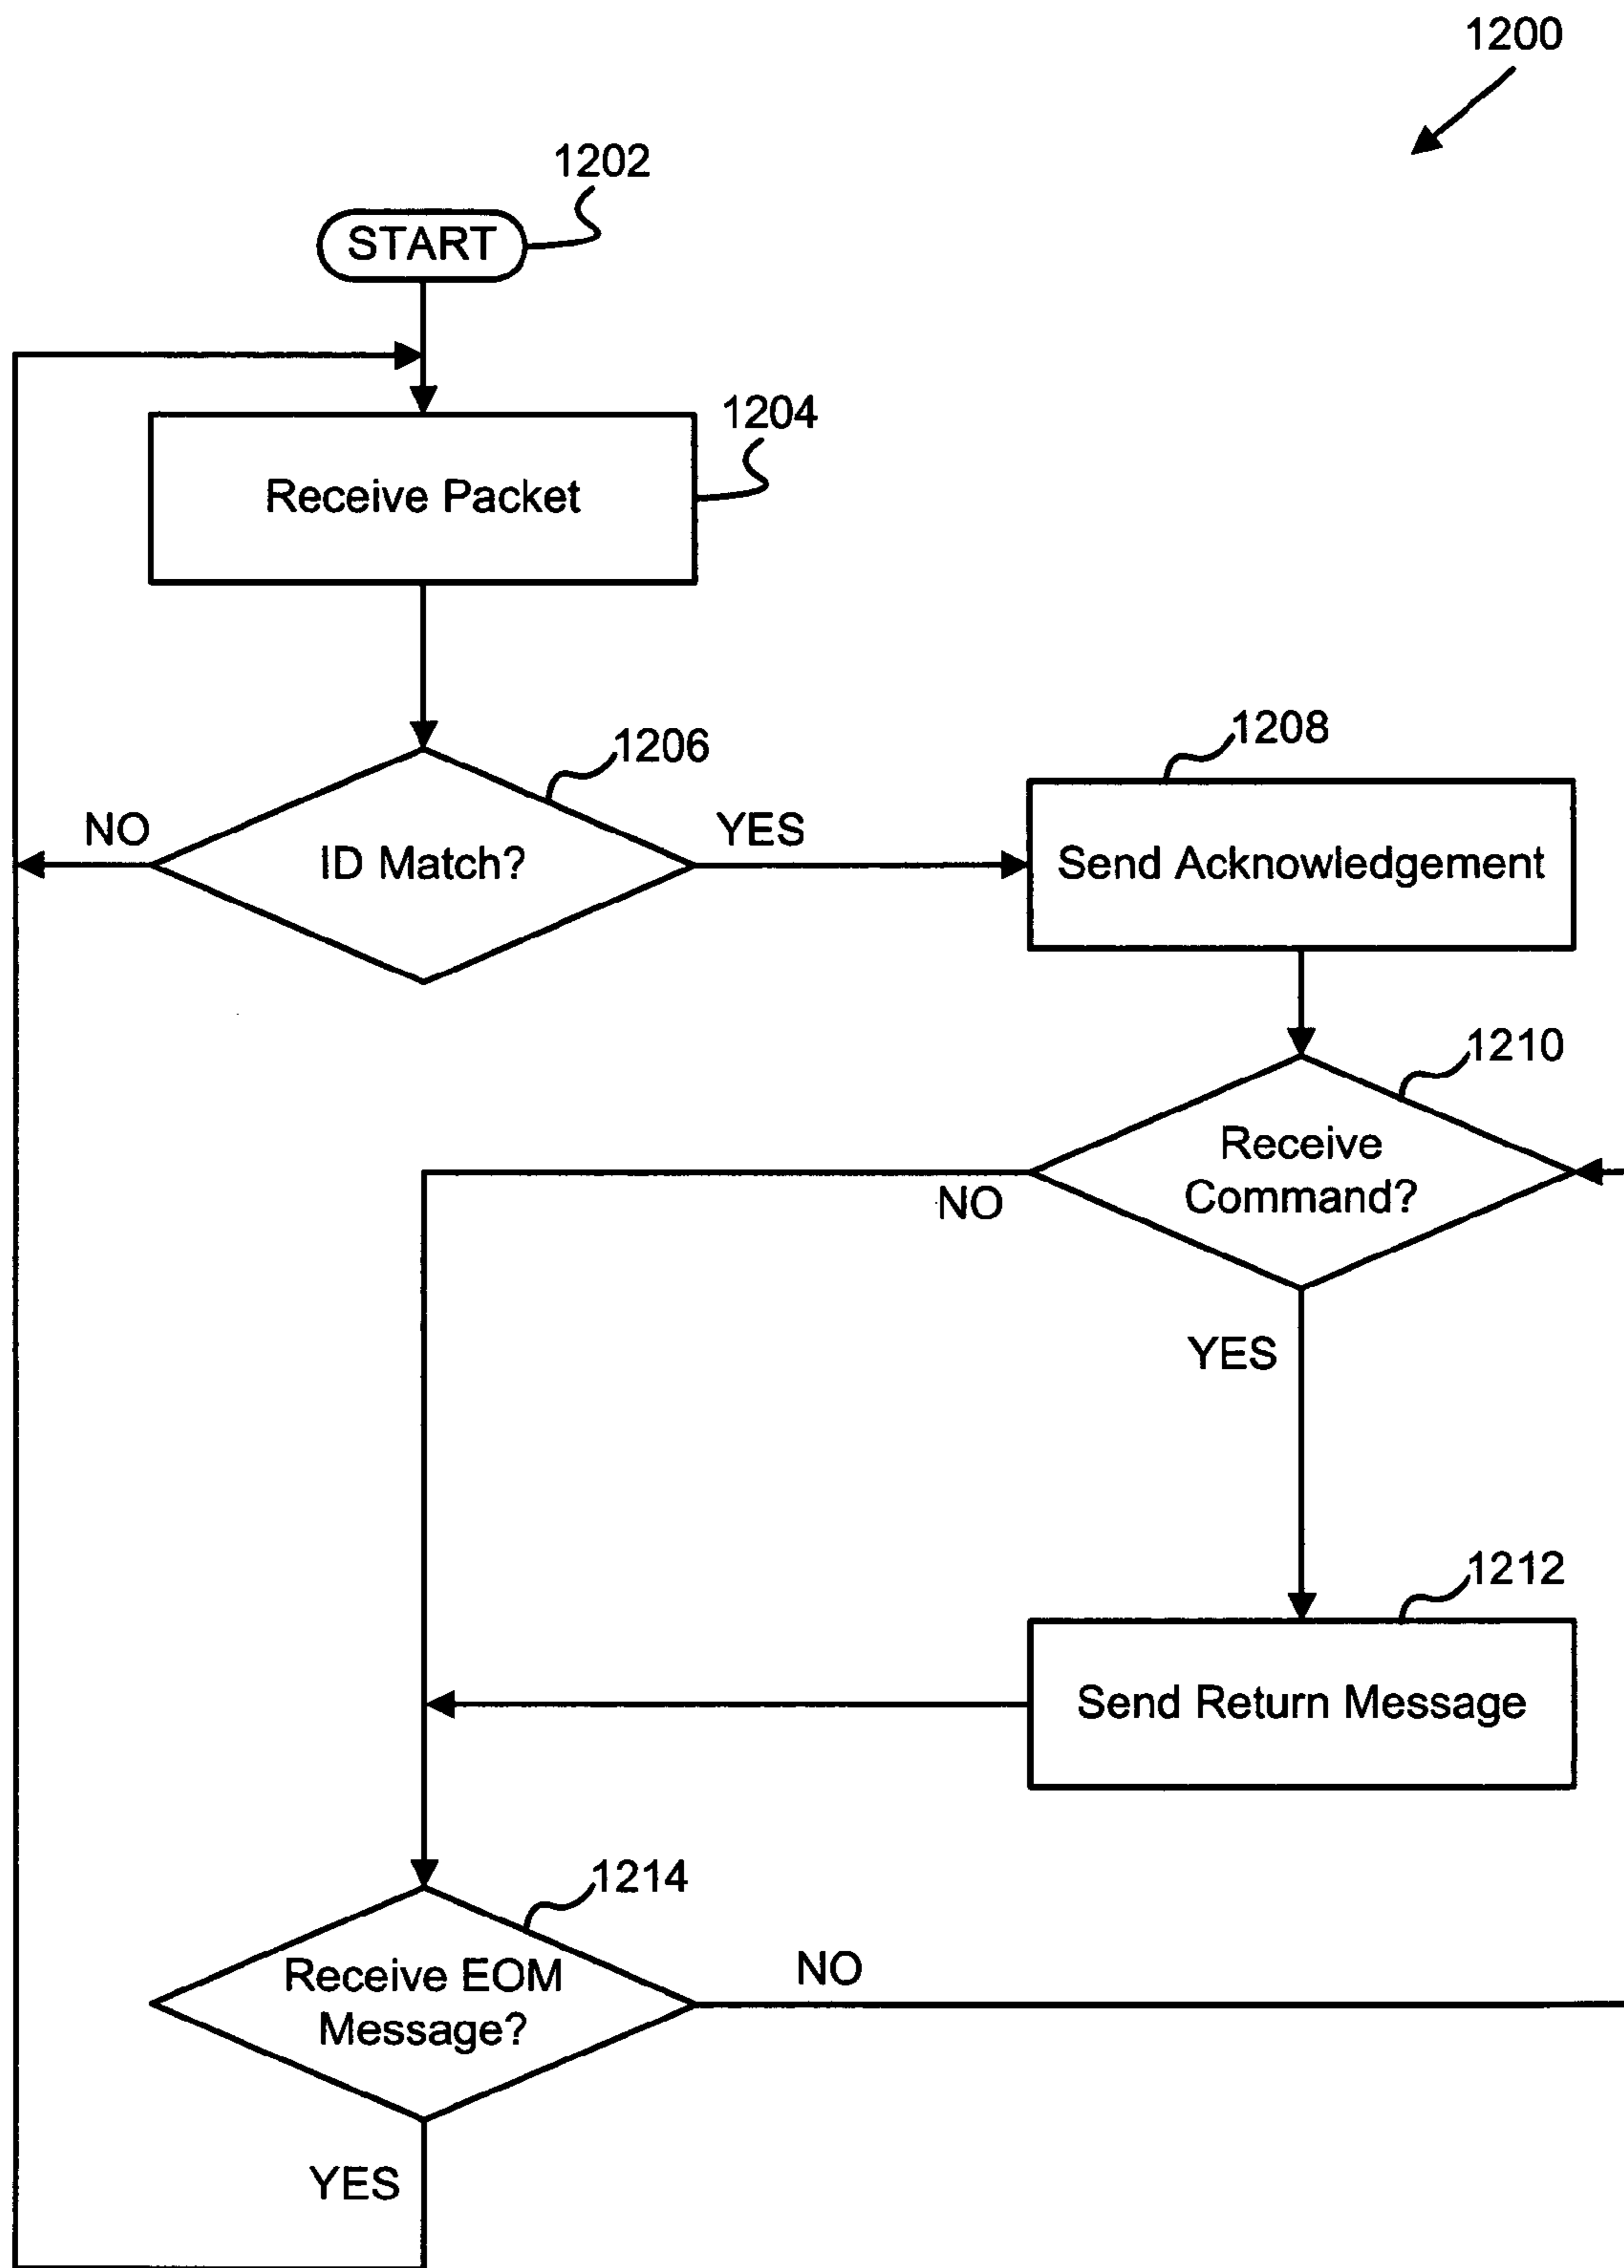 1200
1202
START
1204
Receive Packet
1206
NO
ID Match?
YES
1208
Send Acknowledgement
1210
Receive
Command?
NO
YES
1212
Send Return Message
1214
Receive EOM
Message?
NO
YES